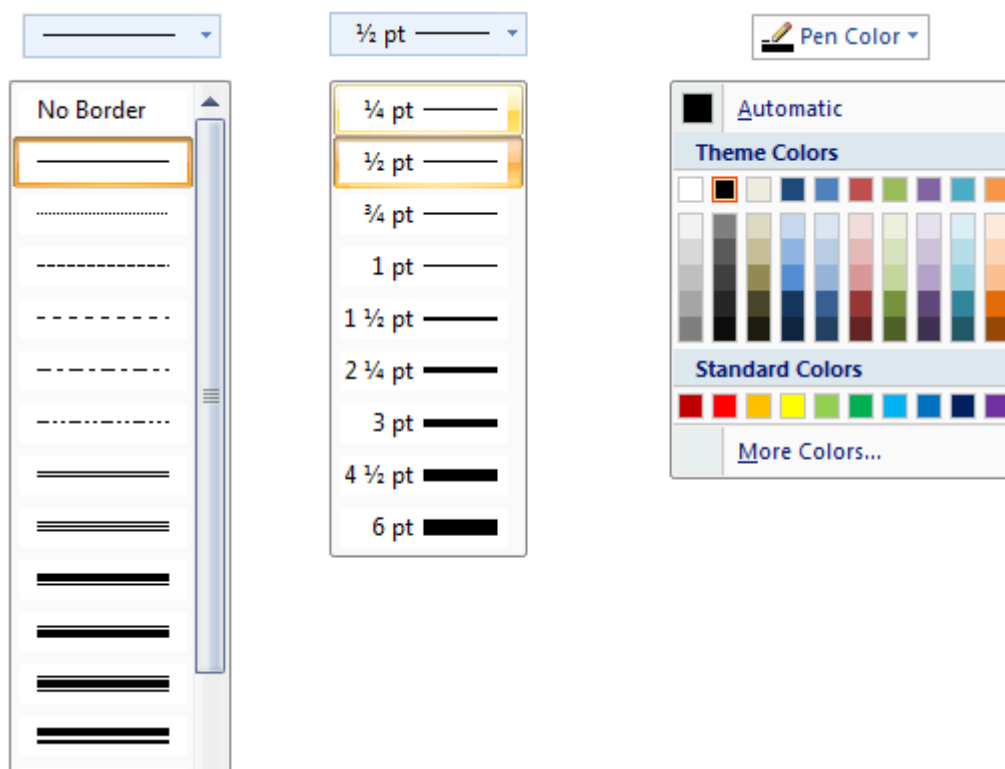 ½ pt
Pen Color
No Border
¼ pt
½ pt
¾ pt
1 pt
1 ½ pt
2 ¼ pt
3 pt
4 ½ pt
6 pt
Automatic
Theme Colors
Standard Colors
More Colors...